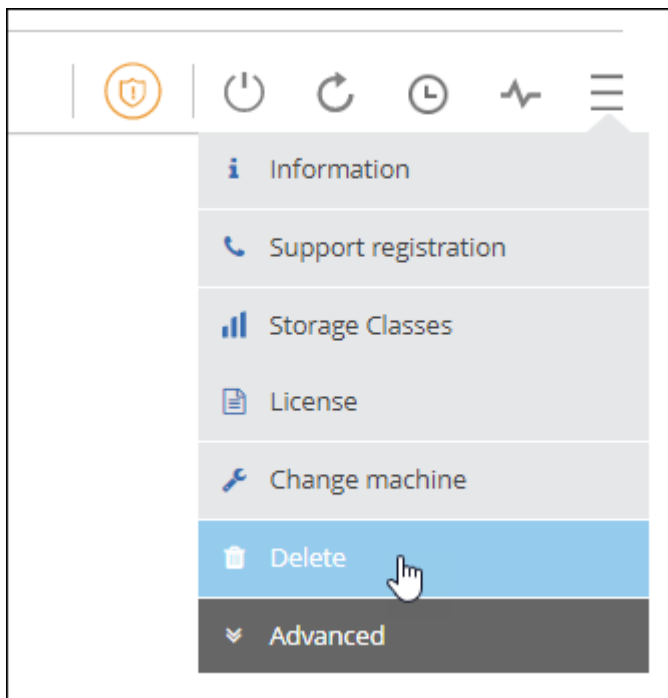 Information
Support registration
Storage Classes
License
Change machine
Delete
Advanced